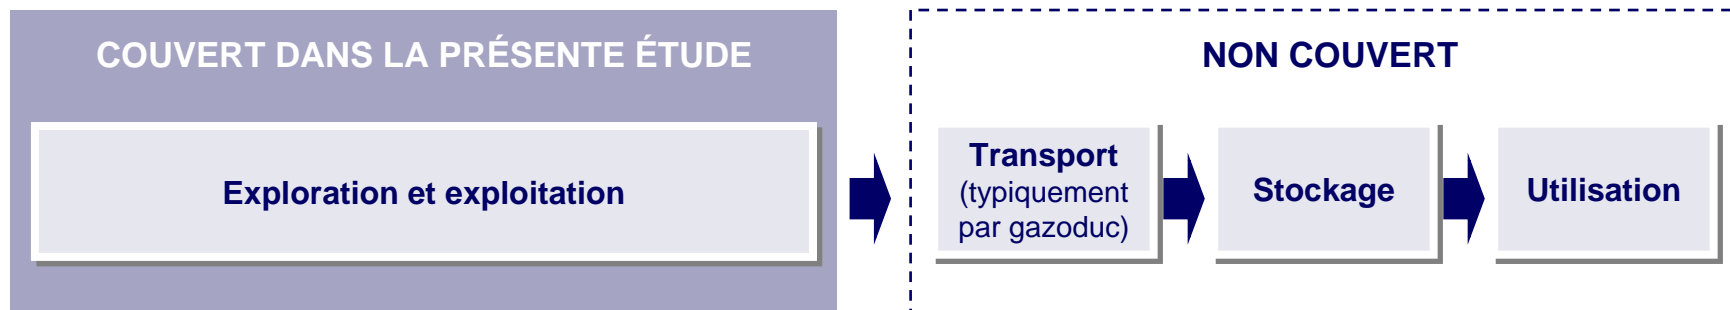 COUVERT DANS LA PRÉSENTE ÉTUDE
Exploration et exploitation
NON COUVERT
Transport
(typiquement
par gazoduc)
Stockage
Utilisation